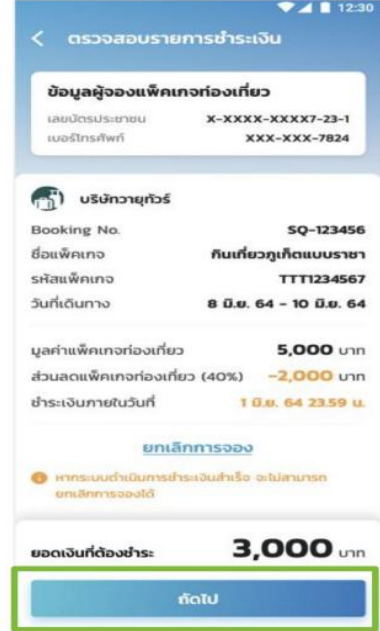 12:30
< ตรวจสอบรายการชำระเงิน
ข้อมูลผู้จองแพ็คเกจท่องเที่ยว
เลขบัตรประชาชน X-XXXX-XXXX7-23-1
เบอร์โทรศัพท์ XXX-XXX-7824
บริษัทวายุทัวร์
Booking No. SQ-123456
ชื่อแพ็คเกจ กินเที่ยวภูเก็ตแบบราชา
รหัสแพ็คเกจ TTT1234567
วันที่เดินทาง 8 มิ.ย. 64 - 10 มิ.ย. 64
มูลค่าแพ็คเกจท่องเที่ยว 5,000 บาท
ส่วนลดแพ็คเกจท่องเที่ยว (40%) -2,000 บาท
ชำระเงินภายในวันที่ 1 มิ.ย. 64 23.59 น.
ยกเลิกการจอง
หากระบบดำเนินการชำระเงินสำเร็จ จะไม่สามารถ
ยกเลิกการจองได้
ยอดเงินที่ต้องชำระ 3,000 บาท
ถัดไป